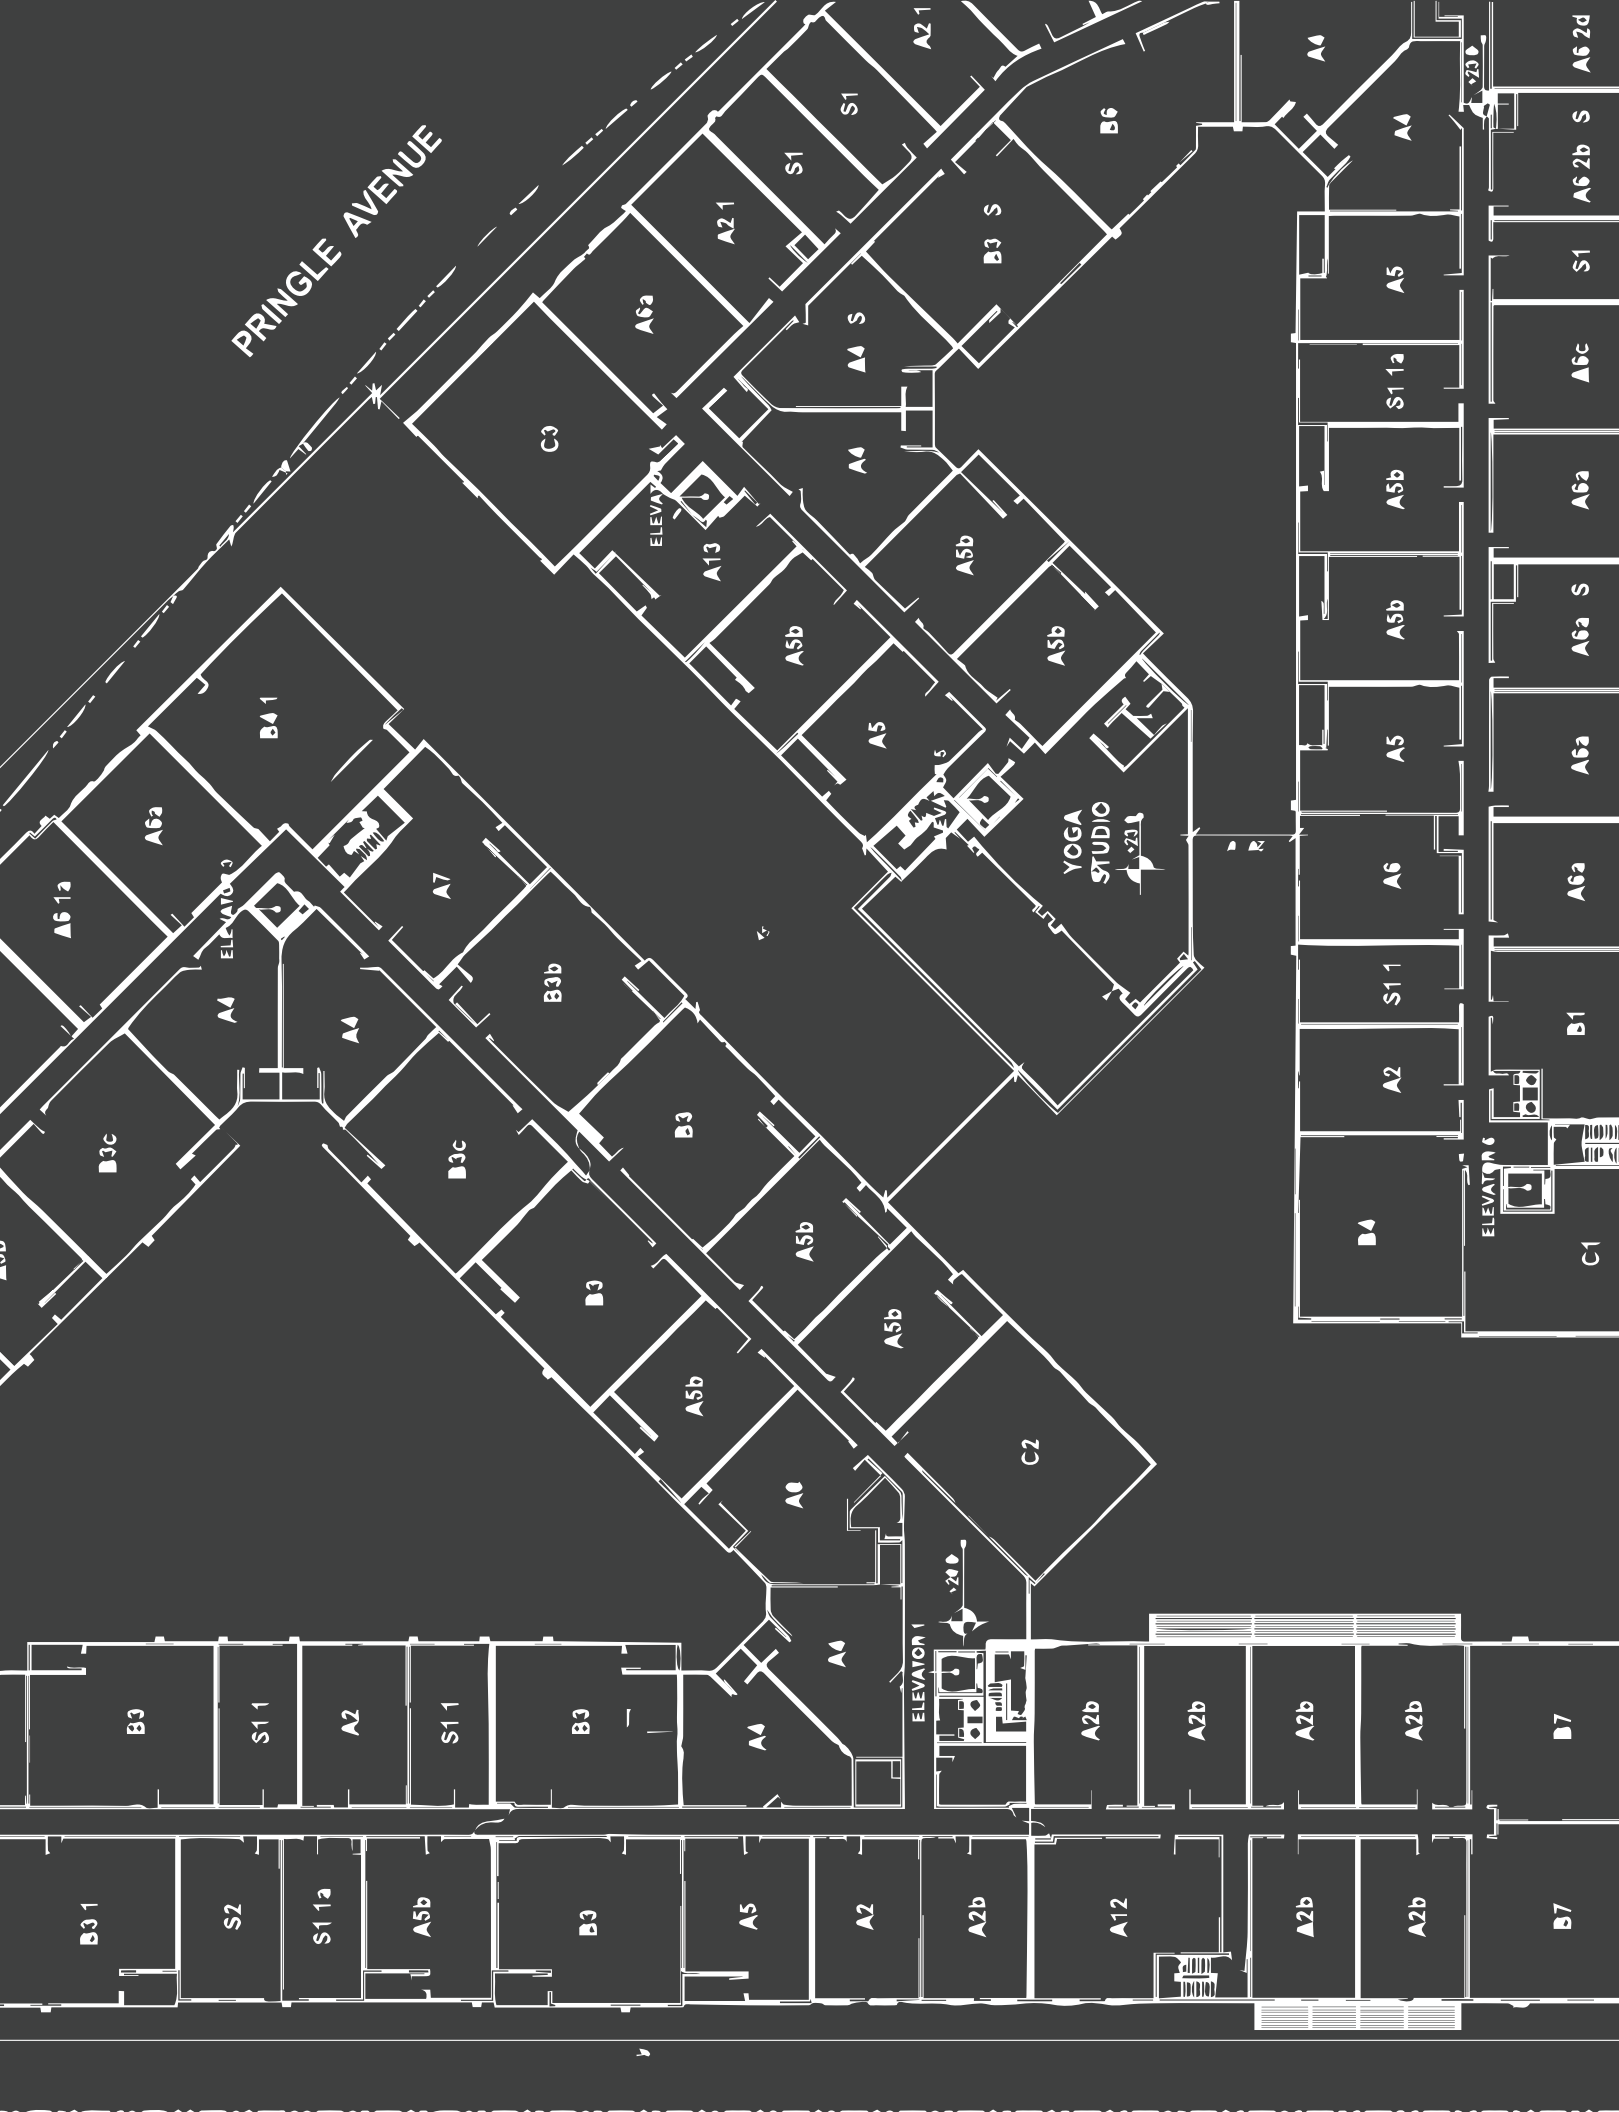 A2 1
A4
A6 2d
S1
+23 0
PRINGLE AVENUE
B6
A4
S
A6 2b
S1
A2 1
S
B3
A5
S1
A6a
S
A4
S1 1a
A6c
C3
A4
A5b
A6a
A13
A5b
S
A6a
A5b
A5b
A5b
B4 1
A5
A5
A6a
A6a
YOGA
STUDIO
+23
A7
A6
A6a
A6 1a
ELEVATOR 3
B3b
S1 1
A4
A4
B1
A2
B3
B3c
B3c
ELEVATOR 6
A5b
B4
C1
B3
A5b
A5b
C2
A4
ELEVATOR 1
B3
S1 1
A2
S1 1
B3
A4
A2b
A2b
A2b
A2b
B7
B3 1
S2
S1 1a
A5b
B3
A5
A2
A2b
A12
A2b
A2b
B7